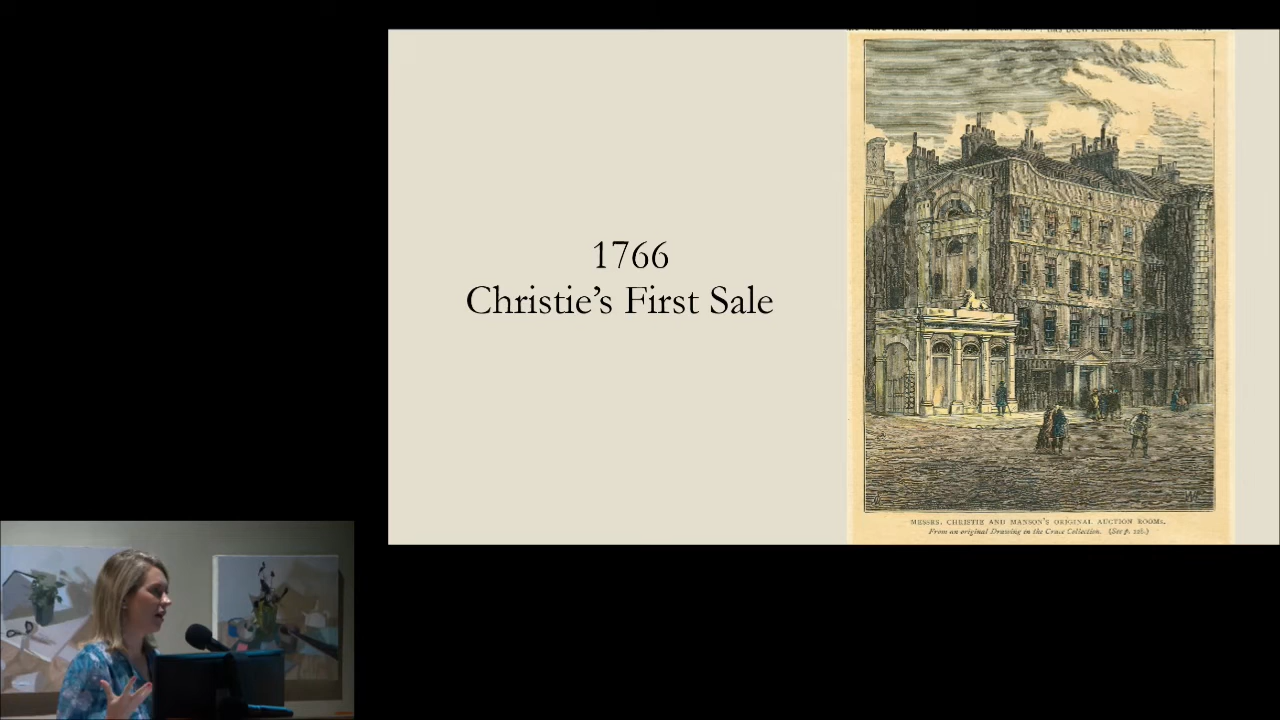 1766
Christie's First Sale
MESSRS. CHRISTIE AND MANSON'S ORIGINAL AUCTION ROOMS.
From an original Drawing in the Crace Collection. (See p.